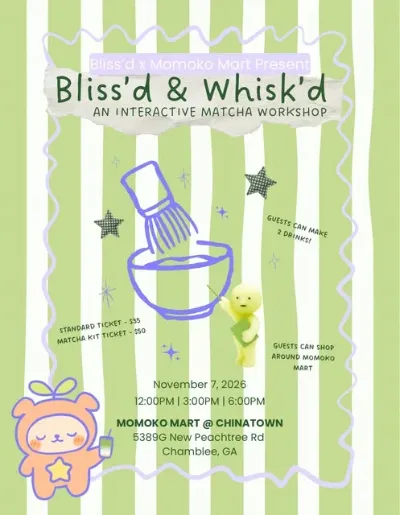 Bliss'd x Momoko Mart Present
Bliss'd & Whisk'd
AN INTERACTIVE MATCHA WORKSHOP
GUESTS CAN MAKE
2 DRINKS!
STANDARD TICKET - $35
MATCHA KIT TICKET - $50
GUESTS CAN SHOP
AROUND MOMOKO
MART
November 7, 2026
12:00PM | 3:00PM | 6:00PM
MOMOKO MART @ CHINATOWN
5389G New Peachtree Rd
Chamblee, GA